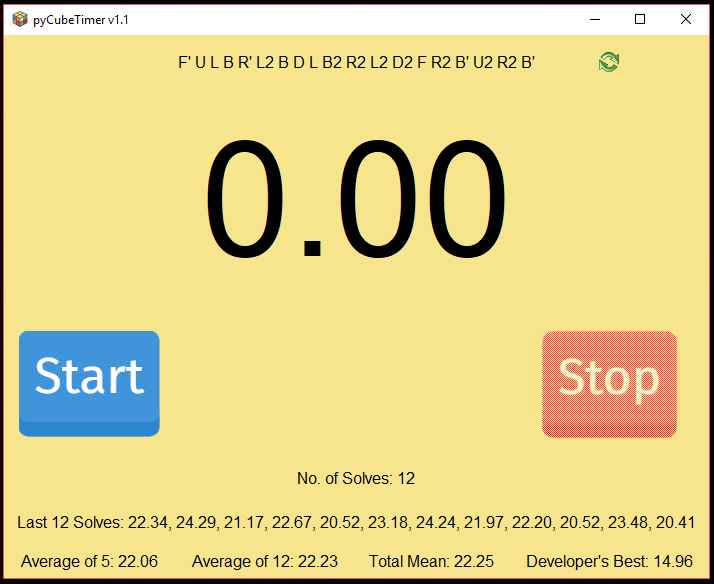 pyCubeTimer v1.1
F' U L B R' L2 B D L B2 R2 L2 D2 F R2 B' U2 R2 B'
0.00
Start
Stop
No. of Solves: 12
Last 12 Solves: 22.34, 24.29, 21.17, 22.67, 20.52, 23.18, 24.24, 21.97, 22.20, 20.52, 23.48, 20.41
Average of 5: 22.06 Average of 12: 22.23 Total Mean: 22.25 Developer's Best: 14.96